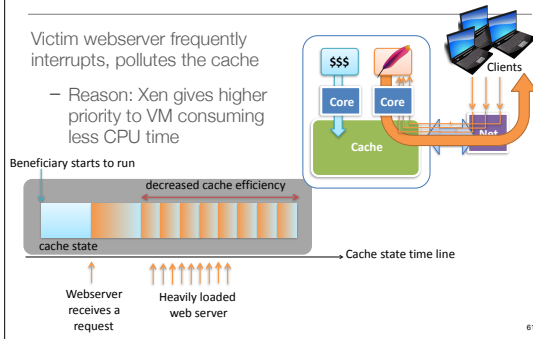 Victim webserver frequently
interrupts, pollutes the cache
– Reason: Xen gives higher
priority to VM consuming
less CPU time
$$$
Clients
Core
Core
Net
Cache
Beneficiary starts to run
decreased cache efficiency
cache state
Cache state time line
Webserver
receives a
request
Heavily loaded
web server
61